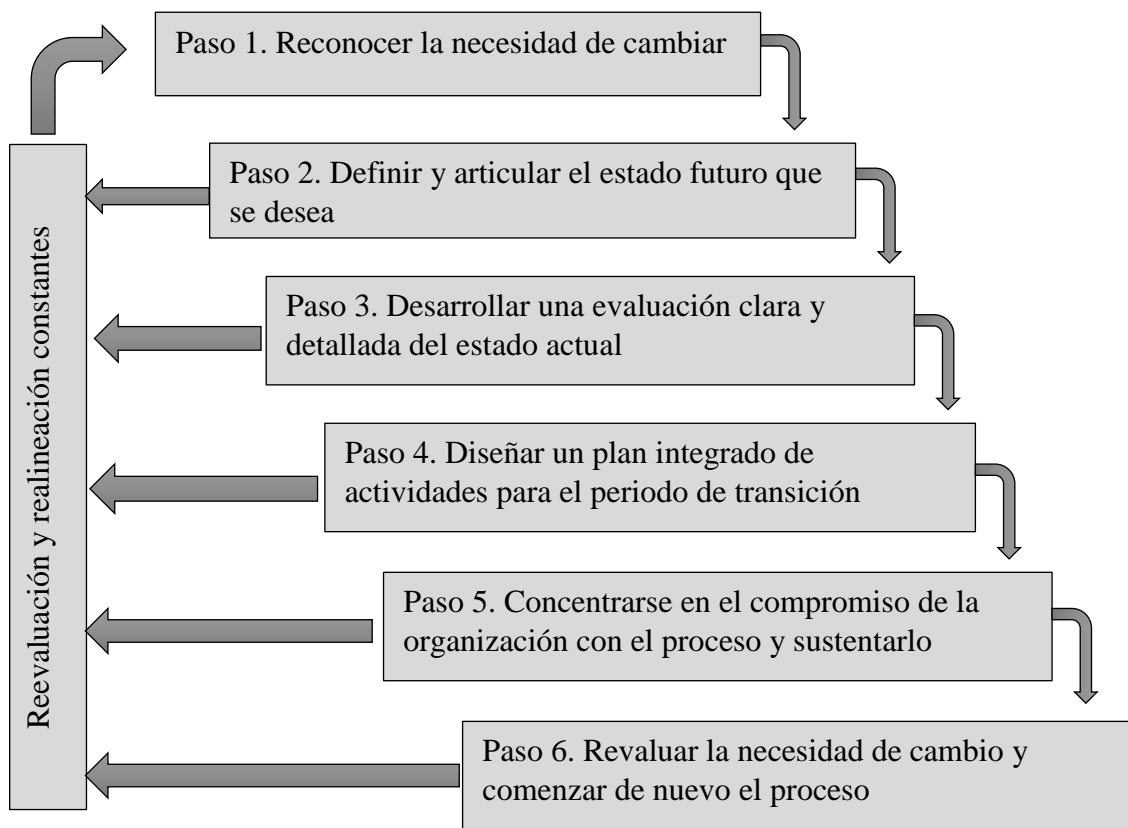 Paso 1. Reconocer la necesidad de cambiar
Paso 2. Definir y articular el estado futuro que
se desea
Paso 3. Desarrollar una evaluación clara y
detallada del estado actual
Paso 4. Diseñar un plan integrado de
actividades para el periodo de transición
Paso 5. Concentrarse en el compromiso de la
organización con el proceso y sustentarlo
Paso 6. Revaluar la necesidad de cambio y
comenzar de nuevo el proceso
Reevaluación y realineación constantes